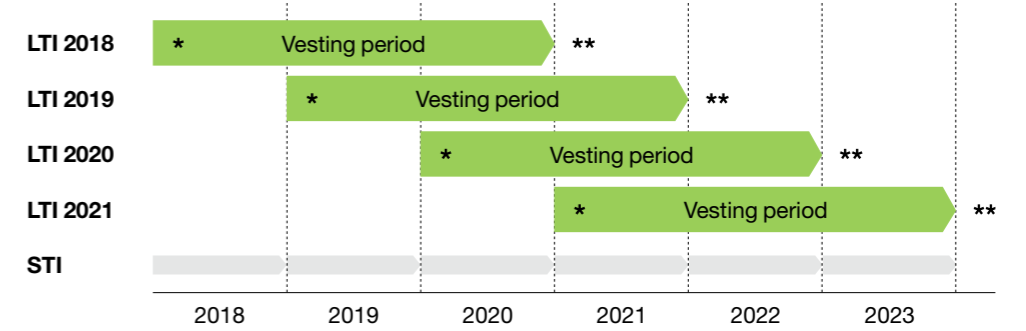 LTI 2018 * Vesting period **
LTI 2019 * Vesting period **
LTI 2020 * Vesting period **
LTI 2021 * Vesting period **
STI
2018 2019 2020 2021 2022 2023